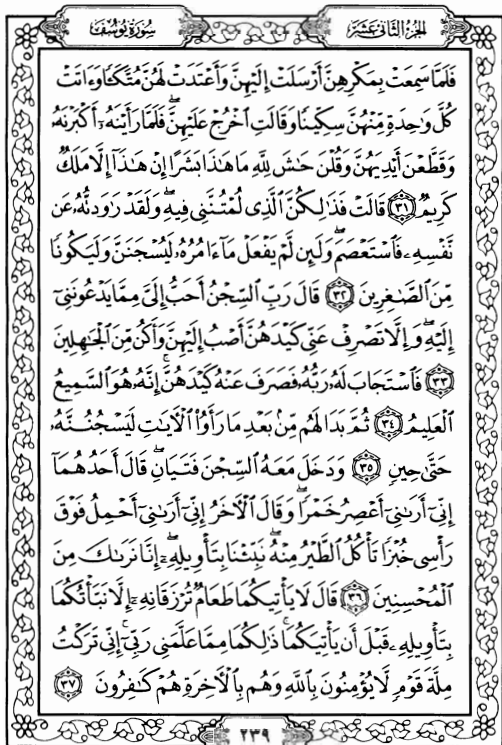 الجزء الثاني عشر
سورة يوسف
فَلَمَّا سَمِعَتْ بِمَكْرِهِنَّ أَرْسَلَتْ إِلَيْهِنَّ وَأَعْتَدَتْ لَهُنَّ مُتَّكَـًٔا وَءَاتَتْ
كُلَّ وَٰحِدَةٍ مِّنْهُنَّ سِكِّينًا وَقَالَتِ ٱخْرُجْ عَلَيْهِنَّۖ فَلَمَّا رَأَيْنَهُۥٓ أَكْبَرْنَهُۥ
وَقَطَّعْنَ أَيْدِيَهُنَّ وَقُلْنَ حَٰشَ لِلَّهِ مَا هَٰذَا بَشَرًا إِنْ هَٰذَآ إِلَّا مَلَكٌ
كَرِيمٌ ٣١ قَالَتْ فَذَٰلِكُنَّ ٱلَّذِى لُمْتُنَّنِى فِيهِۖ وَلَقَدْ رَٰوَدتُّهُۥ عَن
نَّفْسِهِۦ فَٱسْتَعْصَمَۖ وَلَئِن لَّمْ يَفْعَلْ مَآ ءَامُرُهُۥ لَيُسْجَنَنَّ وَلَيَكُونًا
مِّنَ ٱلصَّٰغِرِينَ ٣٢ قَالَ رَبِّ ٱلسِّجْنُ أَحَبُّ إِلَىَّ مِمَّا يَدْعُونَنِىٓ
إِلَيْهِۖ وَإِلَّا تَصْرِفْ عَنِّى كَيْدَهُنَّ أَصْبُ إِلَيْهِنَّ وَأَكُن مِّنَ ٱلْجَٰهِلِينَ
٣٣ فَٱسْتَجَابَ لَهُۥ رَبُّهُۥ فَصَرَفَ عَنْهُ كَيْدَهُنَّۚ إِنَّهُۥ هُوَ ٱلسَّمِيعُ
ٱلْعَلِيمُ ٣٤ ثُمَّ بَدَا لَهُم مِّنۢ بَعْدِ مَا رَأَوُا۟ ٱلْـَٔايَٰتِ لَيَسْجُنُنَّهُۥ
حَتَّىٰ حِينٍ ٣٥ وَدَخَلَ مَعَهُ ٱلسِّجْنَ فَتَيَانِۖ قَالَ أَحَدُهُمَآ
إِنِّىٓ أَرَىٰنِىٓ أَعْصِرُ خَمْرًاۖ وَقَالَ ٱلْـَٔاخَرُ إِنِّىٓ أَرَىٰنِىٓ أَحْمِلُ فَوْقَ
رَأْسِى خُبْزًا تَأْكُلُ ٱلطَّيْرُ مِنْهُۖ نَبِّئْنَا بِتَأْوِيلِهِۦٓۖ إِنَّا نَرَىٰكَ مِنَ
ٱلْمُحْسِنِينَ ٣٦ قَالَ لَا يَأْتِيكُمَا طَعَامٌ تُرْزَقَانِهِۦٓ إِلَّا نَبَّأْتُكُمَا
بِتَأْوِيلِهِۦ قَبْلَ أَن يَأْتِيَكُمَاۚ ذَٰلِكُمَا مِمَّا عَلَّمَنِى رَبِّىٓۚ إِنِّى تَرَكْتُ
مِلَّةَ قَوْمٍ لَّا يُؤْمِنُونَ بِٱللَّهِ وَهُم بِٱلْـَٔاخِرَةِ هُمْ كَٰفِرُونَ ٣٧
٢٣٩